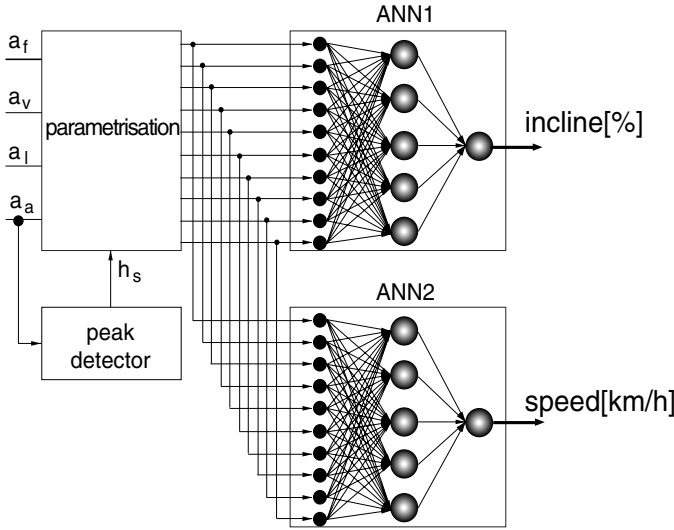 ANN1
a_f
a_v
parametrisation
a_l
a_a
incline[%]
h_s
peak
detector
ANN2
speed[km/h]